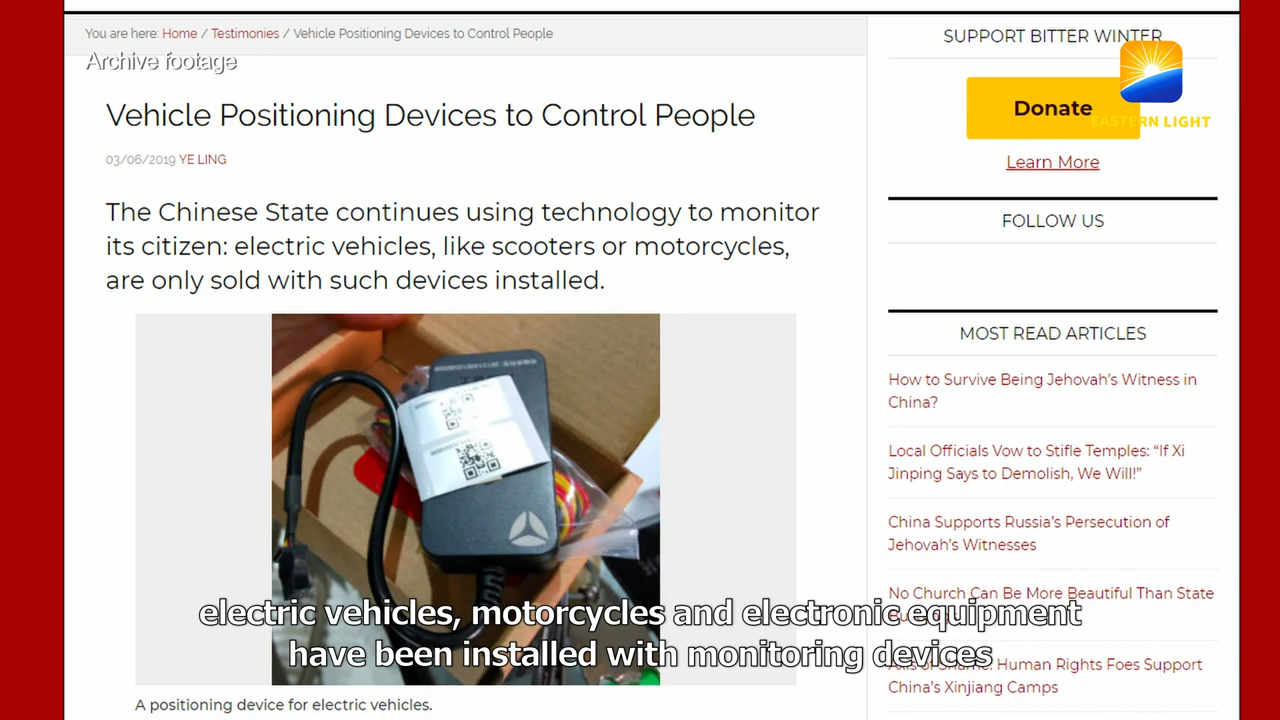 You are here: Home / Testimonies / Vehicle Positioning Devices to Control People
Archive footage
Vehicle Positioning Devices to Control People
03/06/2019 YE LING
The Chinese State continues using technology to monitor
its citizen: electric vehicles, like scooters or motorcycles,
are only sold with such devices installed.
A positioning device for electric vehicles.
SUPPORT BITTER WINTER
Donate
EASTERN LIGHT
Learn More
FOLLOW US
MOST READ ARTICLES
How to Survive Being Jehovah's Witness in
China?
Local Officials Vow to Stifle Temples: “If Xi
Jinping Says to Demolish, We Will!”
China Supports Russia's Persecution of
Jehovah's Witnesses
No Church Can Be More Beautiful Than State
Human Rights Foes Support
China's Xinjiang Camps
electric vehicles, motorcycles and electronic equipment
have been installed with monitoring devices